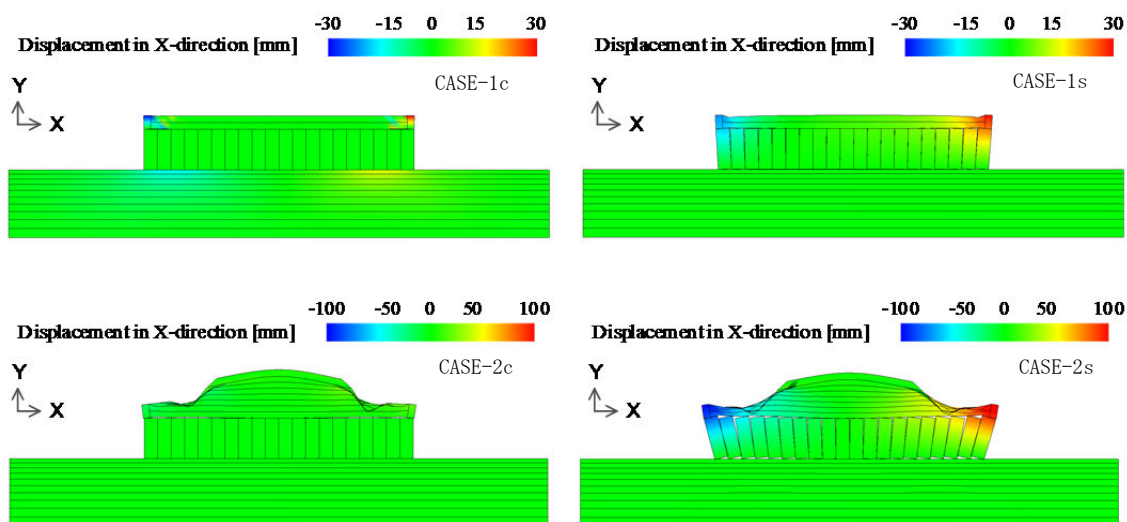 -30 -15 0 15 30
Displacement in X-direction [mm]
CASE-1c
Y
X
-30 -15 0 15 30
Displacement in X-direction [mm]
CASE-1s
Y
X
-100 -50 0 50 100
Displacement in X-direction [mm]
CASE-2c
Y
X
-100 -50 0 50 100
Displacement in X-direction [mm]
CASE-2s
Y
X